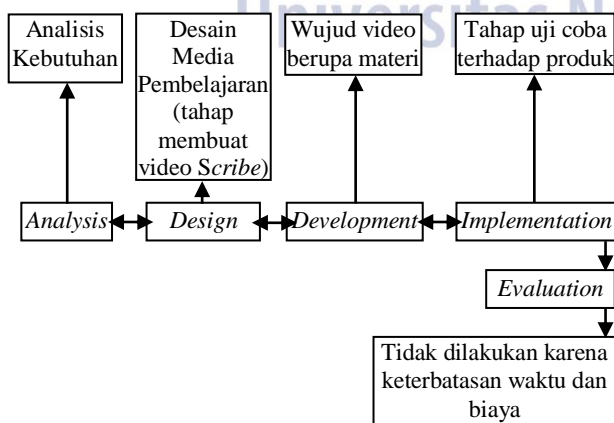 Universitas N
Analisis
Kebutuhan
Desain
Media
Pembelajaran
(tahap
membuat
video Scribe)
Wujud video
berupa materi
Tahap uji coba
terhadap produk
Analysis
Design
Development
Implementation
Evaluation
Tidak dilakukan karena
keterbatasan waktu dan
biaya